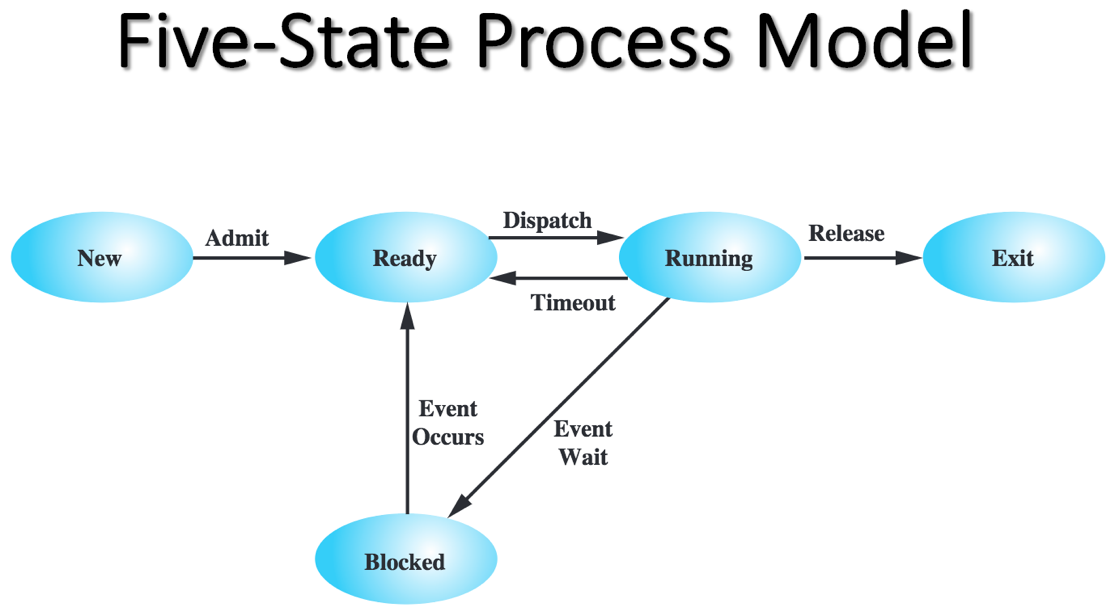 Five-State Process Model
Dispatch
Admit
Release
New
Ready
Running
Exit
Timeout
Event
Occurs
Event
Wait
Blocked